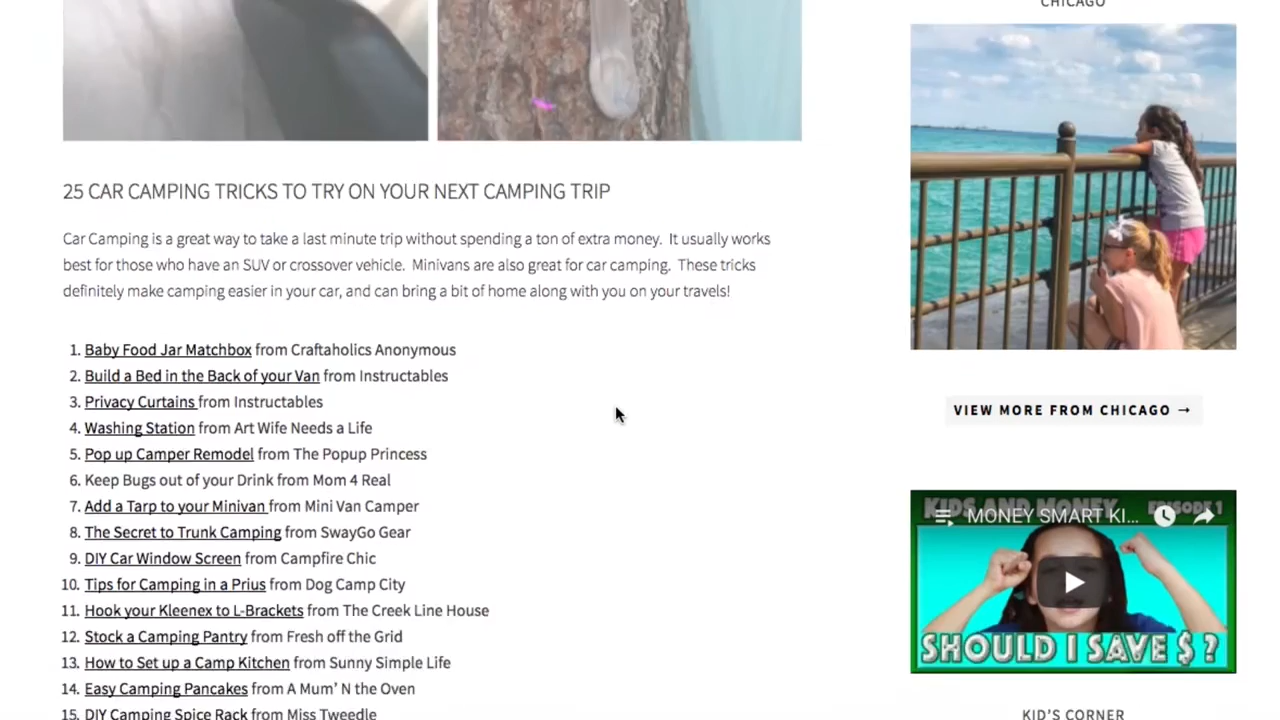 CHICAGO
25 CAR CAMPING TRICKS TO TRY ON YOUR NEXT CAMPING TRIP
Car Camping is a great way to take a last minute trip without spending a ton of extra money. It usually works
best for those who have an SUV or crossover vehicle. Minivans are also great for car camping. These tricks
definitely make camping easier in your car, and can bring a bit of home along with you on your travels!
1. Baby Food Jar Matchbox from Craftaholics Anonymous
2. Build a Bed in the Back of your Van from Instructables
3. Privacy Curtains from Instructables
4. Washing Station from Art Wife Needs a Life
5. Pop up Camper Remodel from The Popup Princess
6. Keep Bugs out of your Drink from Mom 4 Real
7. Add a Tarp to your Minivan from Mini Van Camper
8. The Secret to Trunk Camping from SwayGo Gear
9. DIY Car Window Screen from Campfire Chic
10. Tips for Camping in a Prius from Dog Camp City
11. Hook your Kleenex to L-Brackets from The Creek Line House
12. Stock a Camping Pantry from Fresh off the Grid
13. How to Set up a Camp Kitchen from Sunny Simple Life
14. Easy Camping Pancakes from A Mum' N the Oven
15. DIY Camping Spice Rack from Miss Tweedle
VIEW MORE FROM CHICAGO →
KIDS AND MONEY EPISODE 1
MONEY SMART KI...
SHOULD I SAVE $ ?
KID'S CORNER